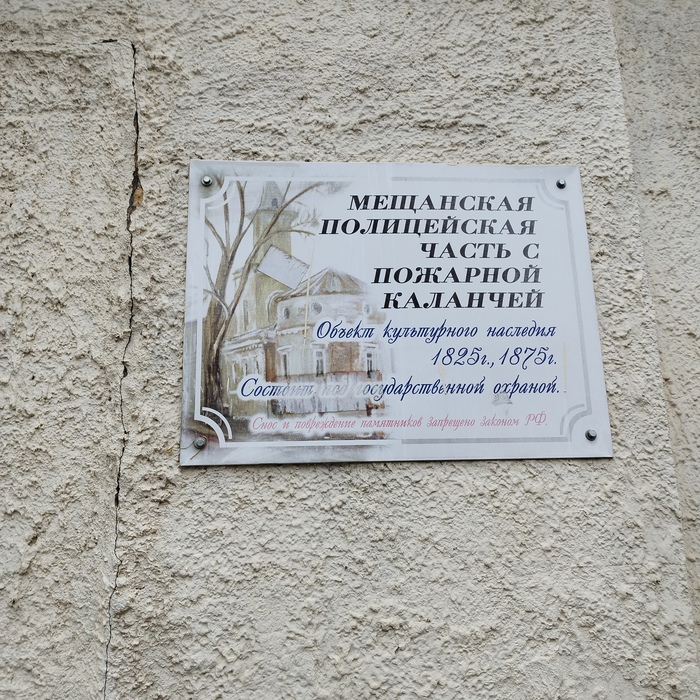 МЕЩАНСКАЯ
ПОЛИЦЕЙСКАЯ
ЧАСТЬ С
ПОЖАРНОЙ
КАЛАНЧЕЙ
Объект культурного наследия
1825г., 1875г.
Состоит под государственной охраной.
Снос и повреждение памятников запрещено законом РФ.